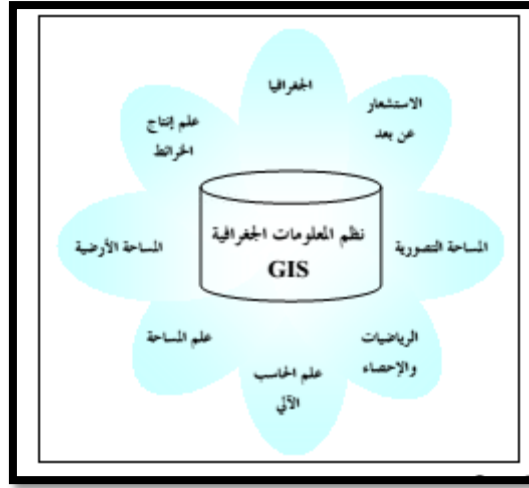 الجغرافيا
الاستشعار
عن بعد
علم إنتاج
الخرائط
نظم المعلومات الجغرافية
GIS
المساحة التصورية
المساحة الأرضية
الرياضيات
والإحصاء
علم المساحة
علم الحاسب
الآلي